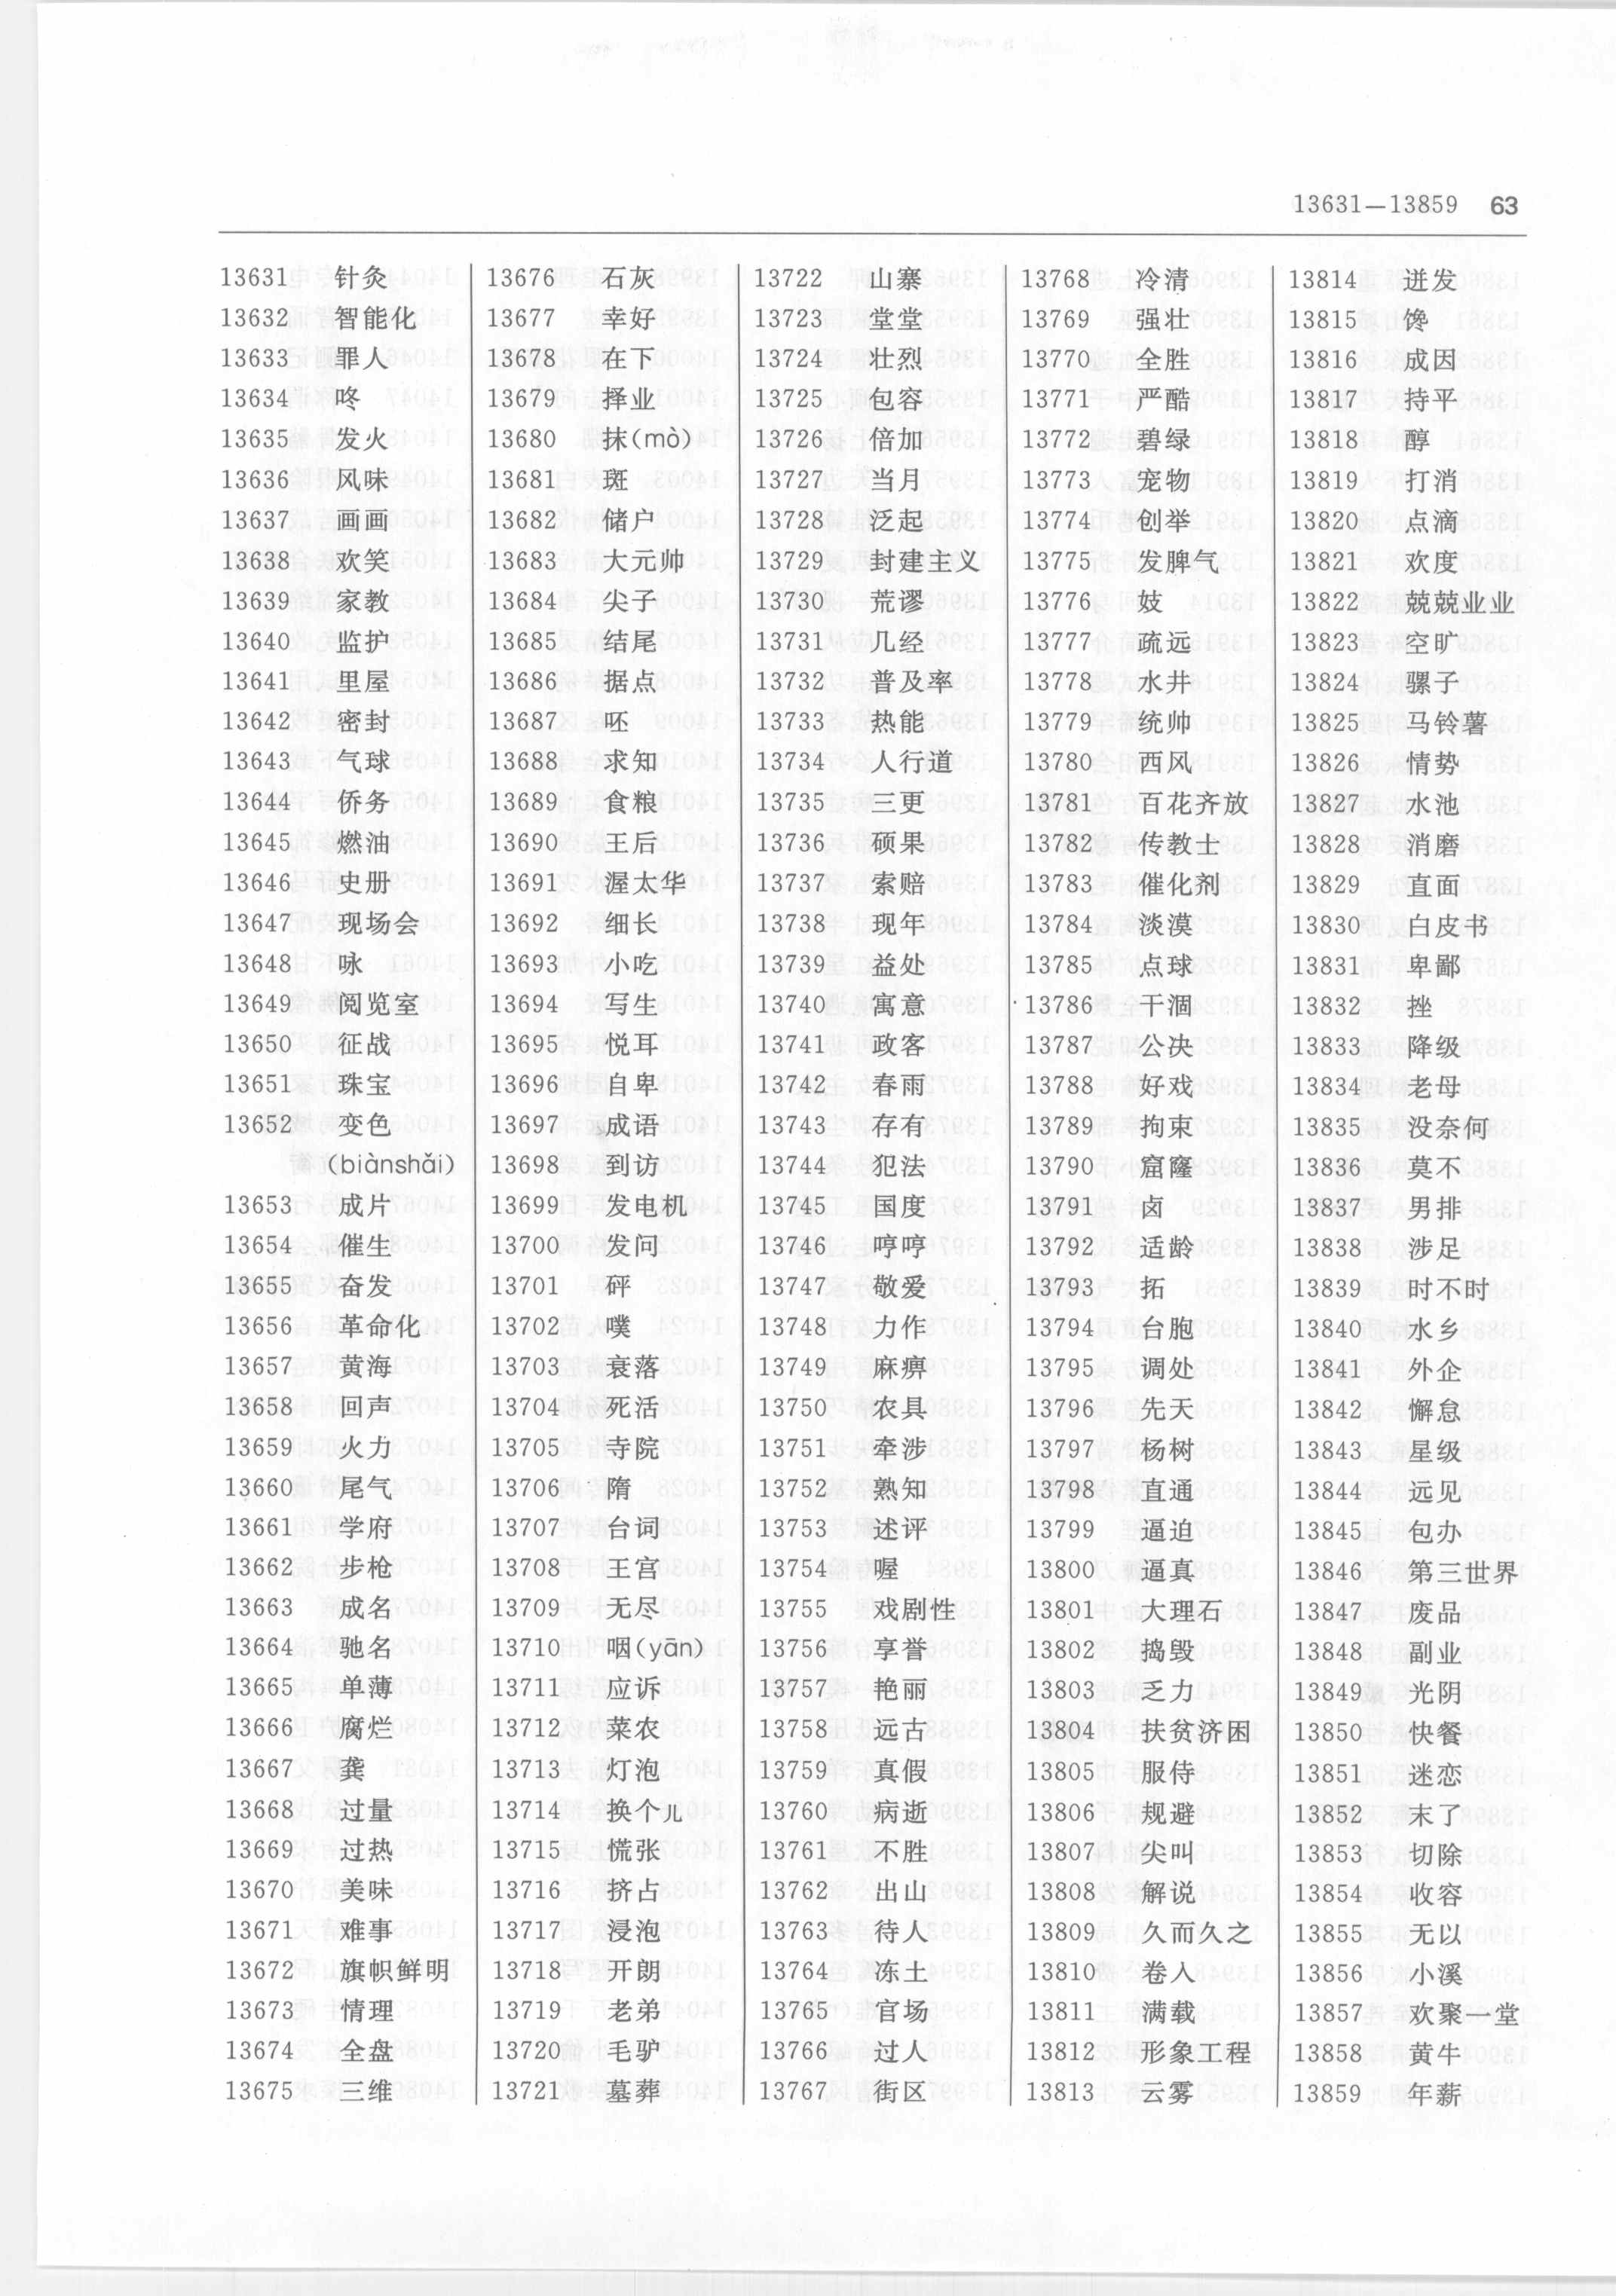 13631—13859 63
13631 针灸
13632 智能化
13633 罪人
13634 咚
13635 发火
13636 风味
13637 画画
13638 欢笑
13639 家教
13640 监护
13641 里屋
13642 密封
13643 气球
13644 侨务
13645 燃油
13646 史册
13647 现场会
13648 咏
13649 阅览室
13650 征战
13651 珠宝
13652 变色
(biànshǎi)
13653 成片
13654 催生
13655 奋发
13656 革命化
13657 黄海
13658 回声
13659 火力
13660 尾气
13661 学府
13662 步枪
13663 成名
13664 驰名
13665 单薄
13666 腐烂
13667 龚
13668 过量
13669 过热
13670 美味
13671 难事
13672 旗帜鲜明
13673 情理
13674 全盘
13675 三维
13676 石灰
13677 幸好
13678 在下
13679 择业
13680 抹(mò)
13681 斑
13682 储户
13683 大元帅
13684 尖子
13685 结尾
13686 据点
13687 呸
13688 求知
13689 食粮
13690 王后
13691 渥太华
13692 细长
13693 小吃
13694 写生
13695 悦耳
13696 自卑
13697 成语
13698 到访
13699 发电机
13700 发问
13701 砰
13702 噗
13703 衰落
13704 死活
13705 寺院
13706 隋
13707 台词
13708 王宫
13709 无尽
13710 咽(yān)
13711 应诉
13712 菜农
13713 灯泡
13714 换个儿
13715 慌张
13716 挤占
13717 浸泡
13718 开朗
13719 老弟
13720 毛驴
13721 墓葬
13722 山寨
13723 堂堂
13724 壮烈
13725 包容
13726 倍加
13727 当月
13728 泛起
13729 封建主义
13730 荒谬
13731 几经
13732 普及率
13733 热能
13734 人行道
13735 三更
13736 硕果
13737 索赔
13738 现年
13739 益处
13740 寓意
13741 政客
13742 春雨
13743 存有
13744 犯法
13745 国度
13746 哼哼
13747 敬爱
13748 力作
13749 麻痹
13750 农具
13751 牵涉
13752 熟知
13753 述评
13754 喔
13755 戏剧性
13756 享誉
13757 艳丽
13758 远古
13759 真假
13760 病逝
13761 不胜
13762 出山
13763 待人
13764 冻土
13765 官场
13766 过人
13767 街区
13768 冷清
13769 强壮
13770 全胜
13771 严酷
13772 碧绿
13773 宠物
13774 创举
13775 发脾气
13776 妓
13777 疏远
13778 水井
13779 统帅
13780 西风
13781 百花齐放
13782 传教士
13783 催化剂
13784 淡漠
13785 点球
13786 干涸
13787 公决
13788 好戏
13789 拘束
13790 窟窿
13791 卤
13792 适龄
13793 拓
13794 台胞
13795 调处
13796 先天
13797 杨树
13798 直通
13799 逼迫
13800 逼真
13801 大理石
13802 捣毁
13803 乏力
13804 扶贫济困
13805 服侍
13806 规避
13807 尖叫
13808 解说
13809 久而久之
13810 卷入
13811 满载
13812 形象工程
13813 云雾
13814 迸发
13815 馋
13816 成因
13817 持平
13818 醇
13819 打消
13820 点滴
13821 欢度
13822 兢兢业业
13823 空旷
13824 骡子
13825 马铃薯
13826 情势
13827 水池
13828 消磨
13829 直面
13830 白皮书
13831 卑鄙
13832 挫
13833 降级
13834 老母
13835 没奈何
13836 莫不
13837 男排
13838 涉足
13839 时不时
13840 水乡
13841 外企
13842 懈怠
13843 星级
13844 远见
13845 包办
13846 第三世界
13847 废品
13848 副业
13849 光阴
13850 快餐
13851 迷恋
13852 末了
13853 切除
13854 收容
13855 无以
13856 小溪
13857 欢聚一堂
13858 黄牛
13859 年薪